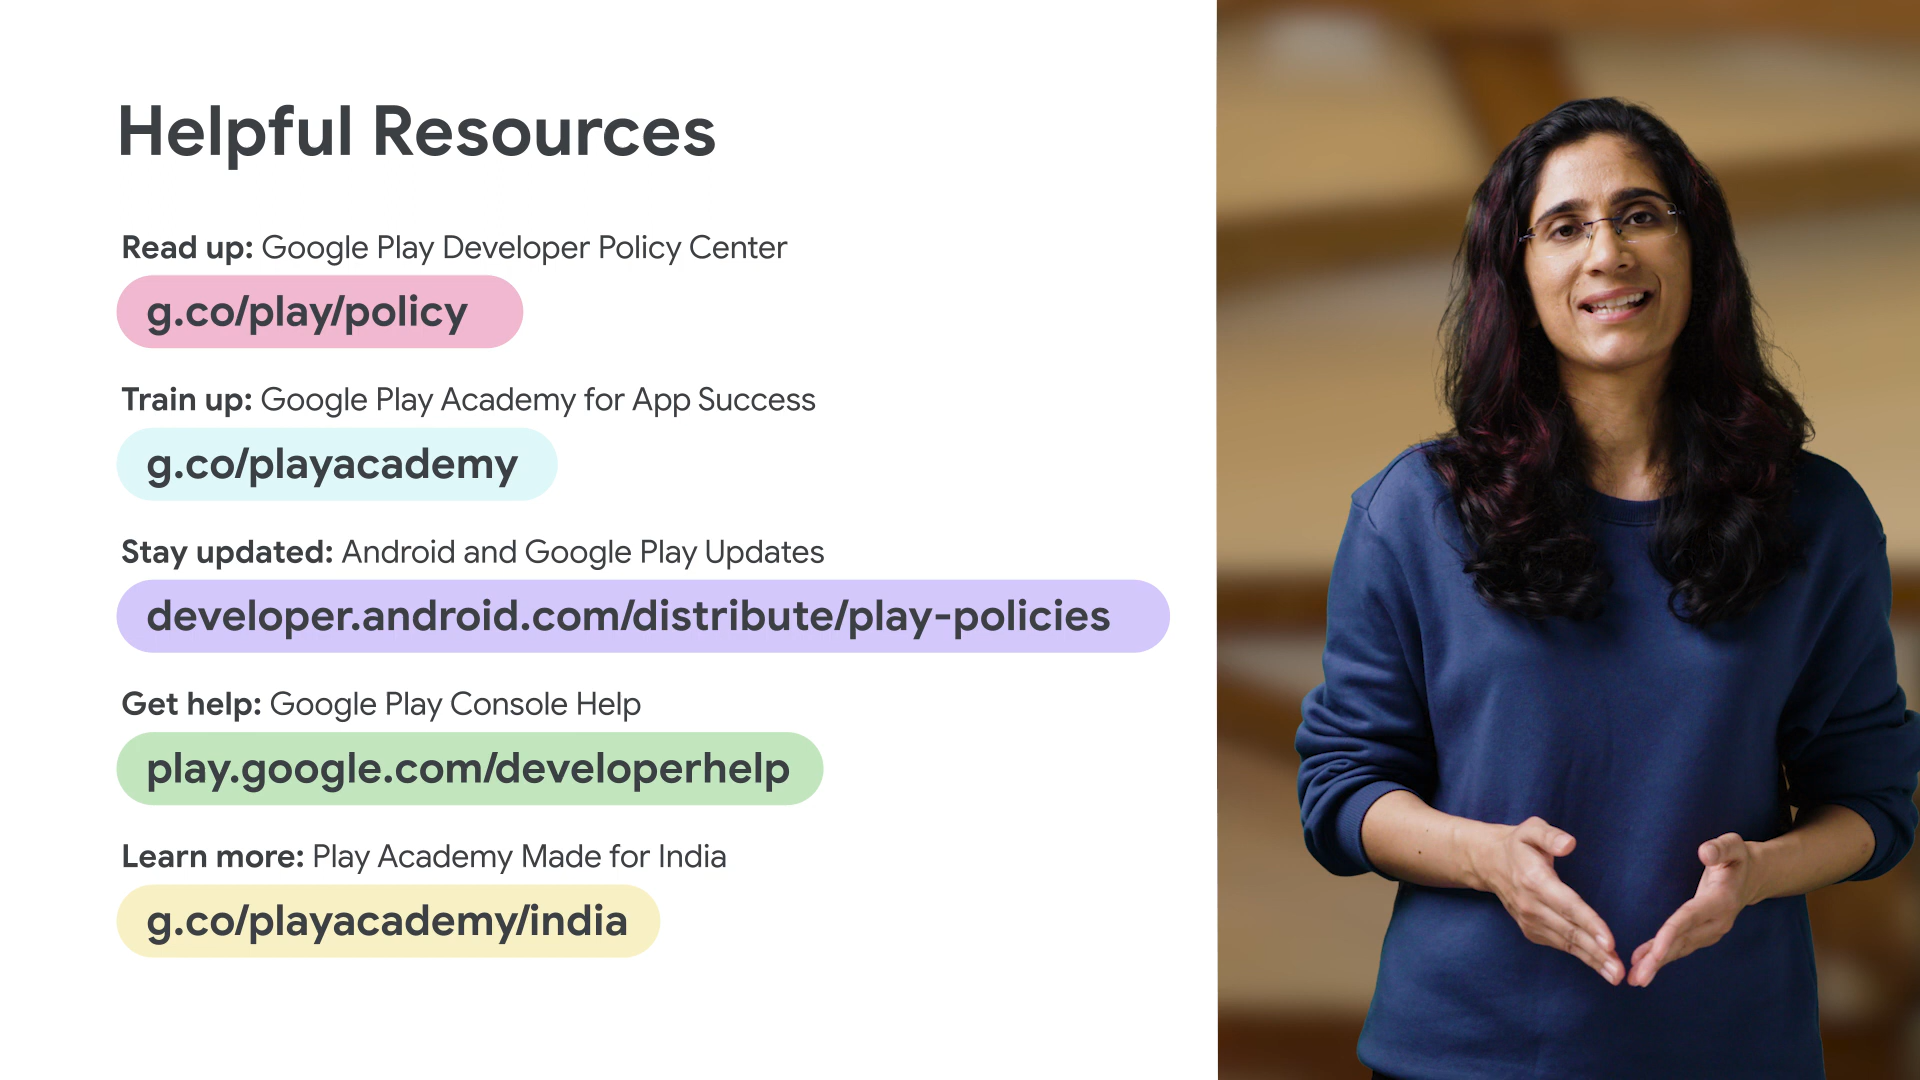 Helpful Resources
Read up: Google Play Developer Policy Center
g.co/play/policy
Train up: Google Play Academy for App Success
g.co/playacademy
Stay updated: Android and Google Play Updates
developer.android.com/distribute/play-policies
Get help: Google Play Console Help
play.google.com/developerhelp
Learn more: Play Academy Made for India
g.co/playacademy/india